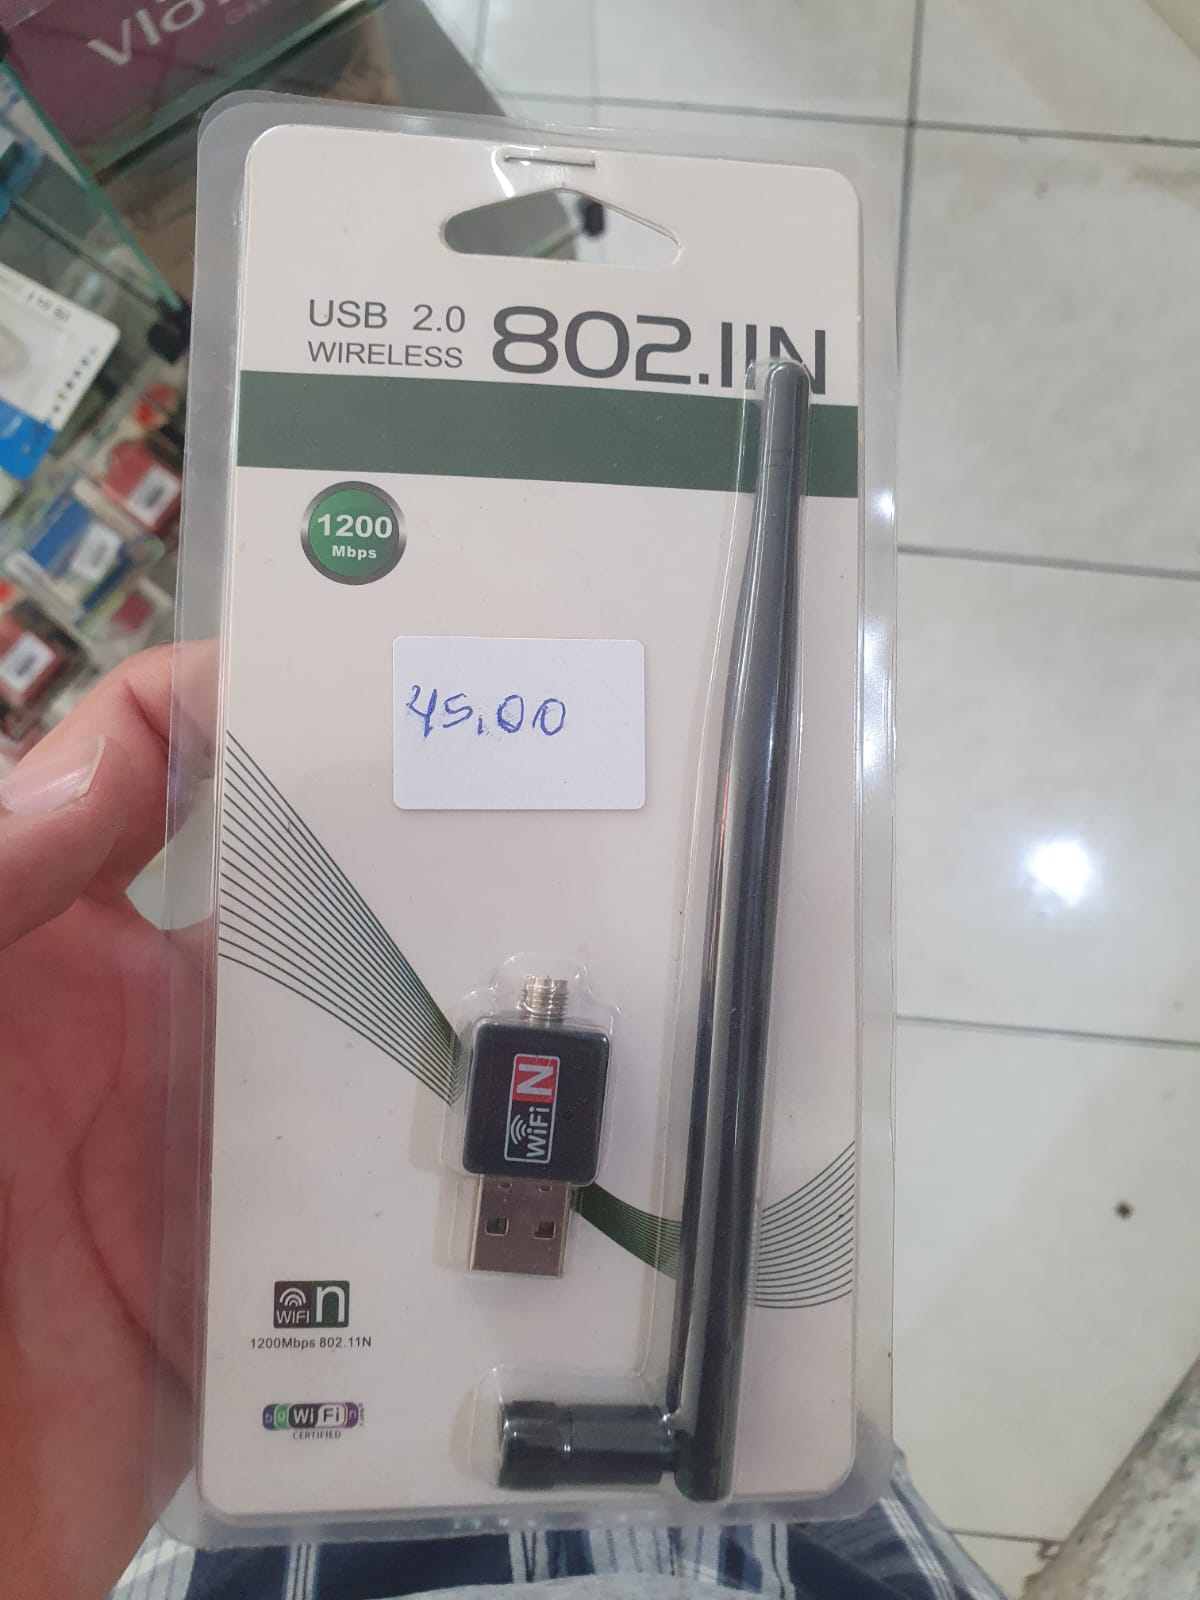 USB 2.0
WIRELESS
802.11N
1200
Mbps
45,00
WiFi N
WIFI n
1200Mbps 802.11N
b g WiFi n
CERTIFIED